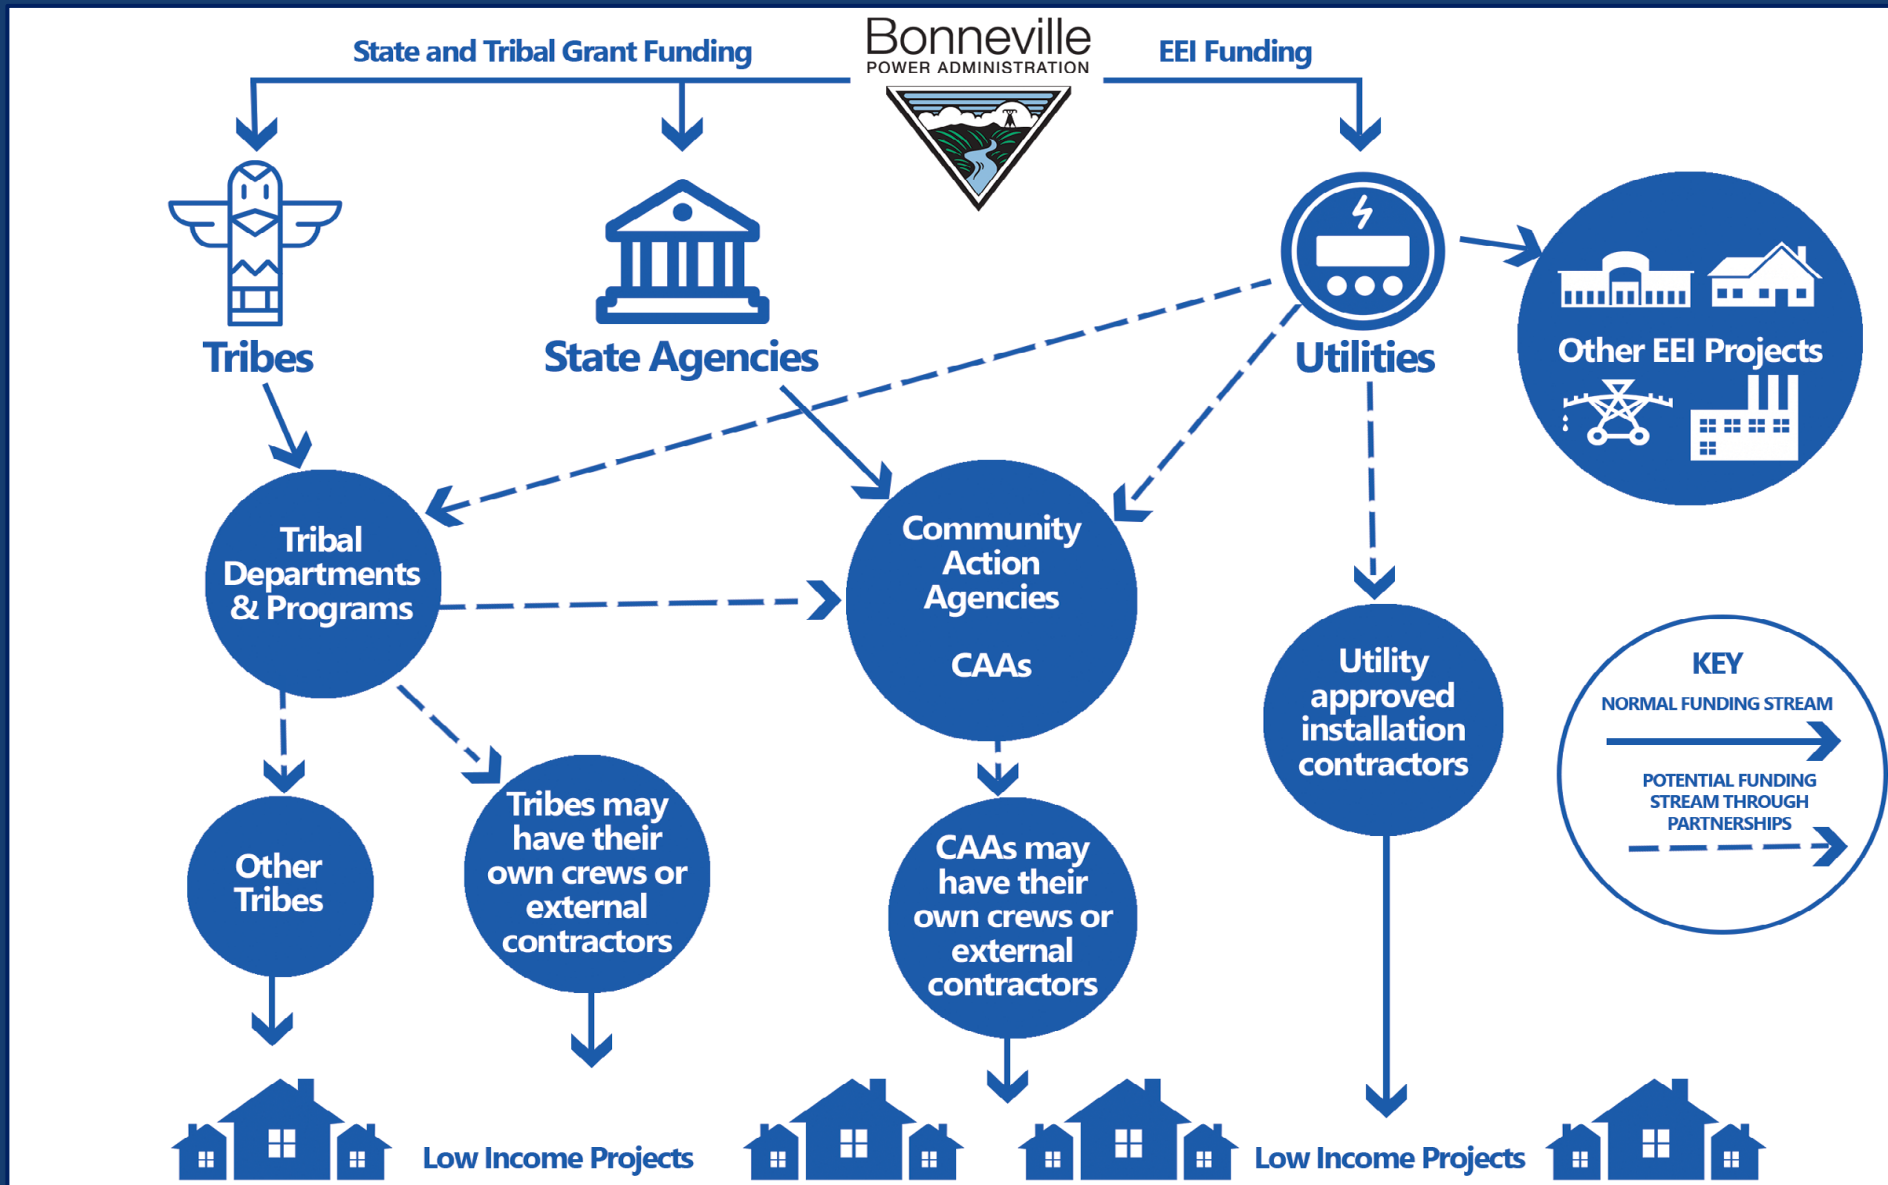 State and Tribal Grant Funding
Bonneville
POWER ADMINISTRATION
EEI Funding
Tribes
State Agencies
Utilities
Other EEI Projects
Tribal
Departments
& Programs
Community
Action
Agencies
CAAs
Utility
approved
installation
contractors
KEY
NORMAL FUNDING STREAM
POTENTIAL FUNDING
STREAM THROUGH
PARTNERSHIPS
Other
Tribes
Tribes may
have their
own crews or
external
contractors
CAAs may
have their
own crews or
external
contractors
Low Income Projects
Low Income Projects